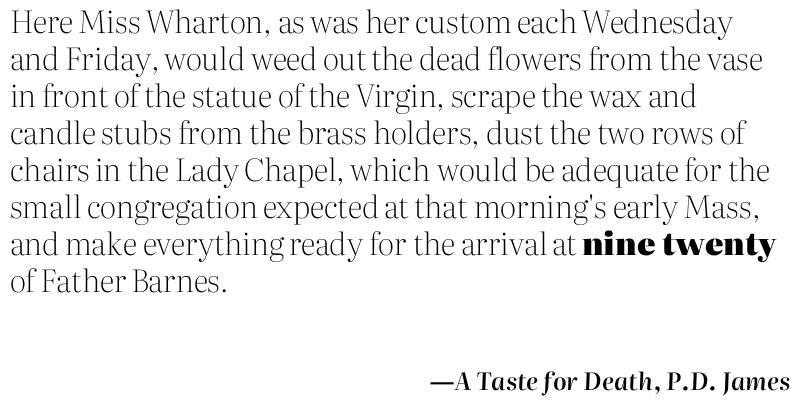 Here Miss Wharton, as was her custom each Wednesday
and Friday, would weed out the dead flowers from the vase
in front of the statue of the Virgin, scrape the wax and
candle stubs from the brass holders, dust the two rows of
chairs in the Lady Chapel, which would be adequate for the
small congregation expected at that morning's early Mass,
and make everything ready for the arrival at nine twenty
of Father Barnes.
—A Taste for Death, P.D. James